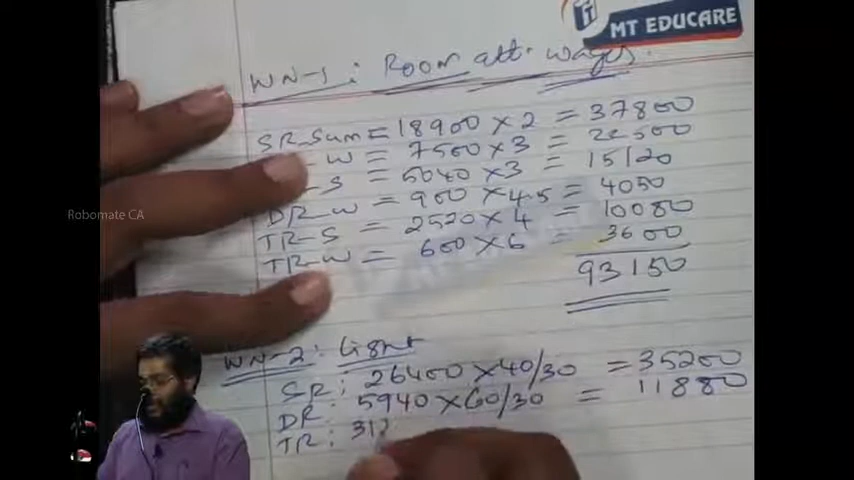 MT EDUCARE
WN-1 : Room att. wages.
SR-Sum = 18900 × 2 = 37800
W = 7500 × 3 = 22500
S = 5040 × 3 = 15120
DR-W = 900 × 4.5 = 4050
TR-S = 2520 × 4 = 10080
TR-W = 600 × 6 = 3600
93150
Robomate CA
WN-2 : Light
SR : 26400 × 40/30 = 35200
DR : 5940 × 60/30 = 11880
TR : 312